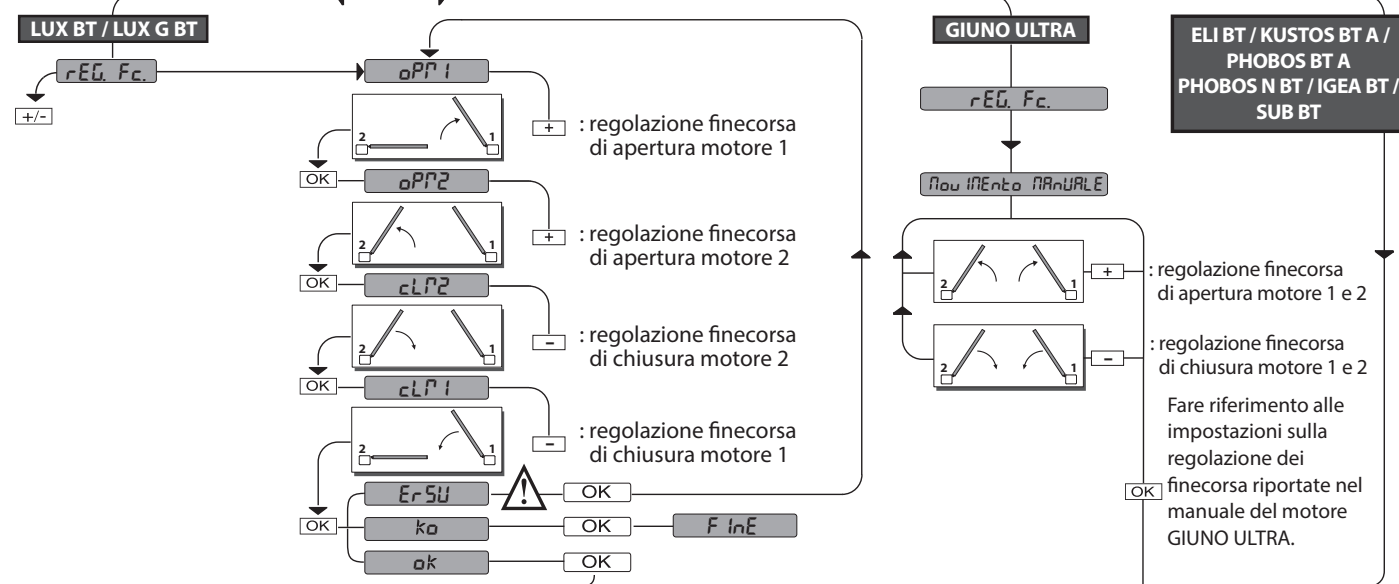 LUX BT / LUX G BT
rEG. Fc.
+/-
oPM1
2
1
+
: regolazione finecorsa
di apertura motore 1
OK
oPM2
2
1
+
: regolazione finecorsa
di apertura motore 2
OK
cLM2
2
1
-
: regolazione finecorsa
di chiusura motore 2
OK
cLM1
2
1
-
: regolazione finecorsa
di chiusura motore 1
ErSU
!
OK
OK
ko
OK
FInE
ok
OK
GIUNO ULTRA
rEG. Fc.
MovIMEnto MAnUALE
2
1
+
: regolazione finecorsa
di apertura motore 1 e 2
2
1
-
: regolazione finecorsa
di chiusura motore 1 e 2
Fare riferimento alle
impostazioni sulla
regolazione dei
OK finecorsa riportate nel
manuale del motore
GIUNO ULTRA.
ELI BT / KUSTOS BT A /
PHOBOS BT A
PHOBOS N BT / IGEA BT /
SUB BT